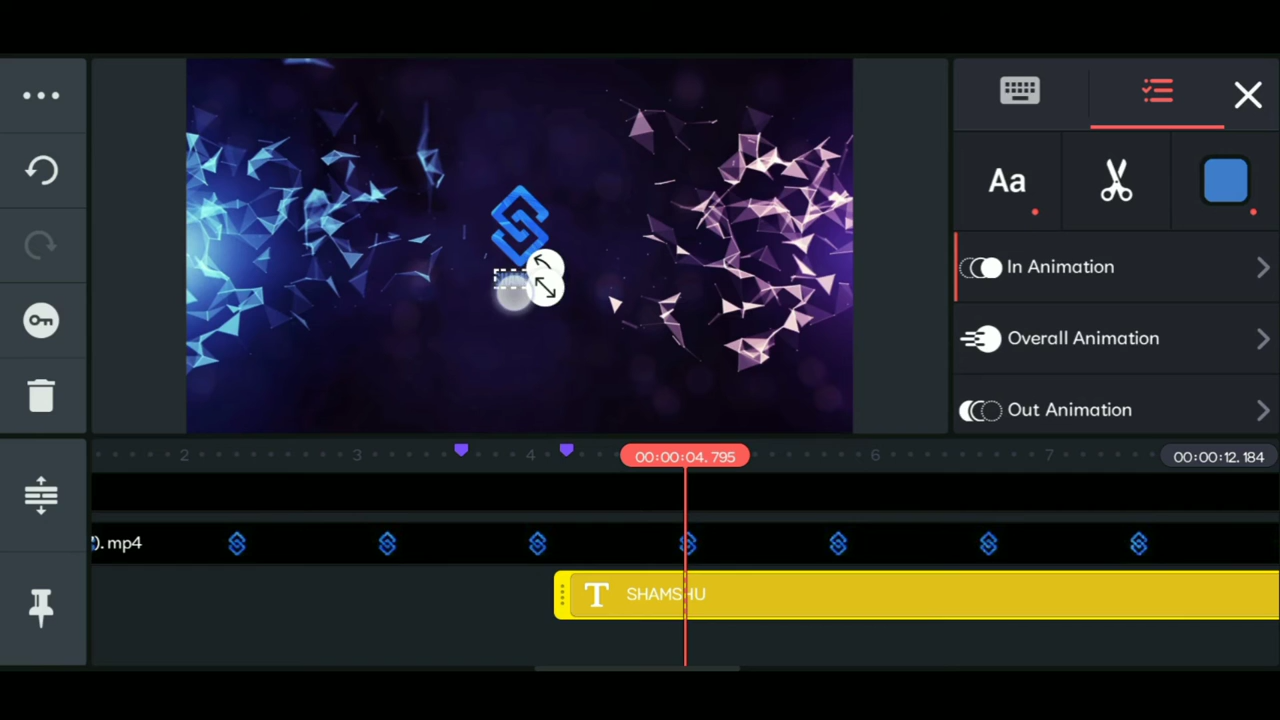 Aa
In Animation
Overall Animation
Out Animation
2
3
4
00:00:04.795
6
7
00:00:12.184
).mp4
T SHAMSHU